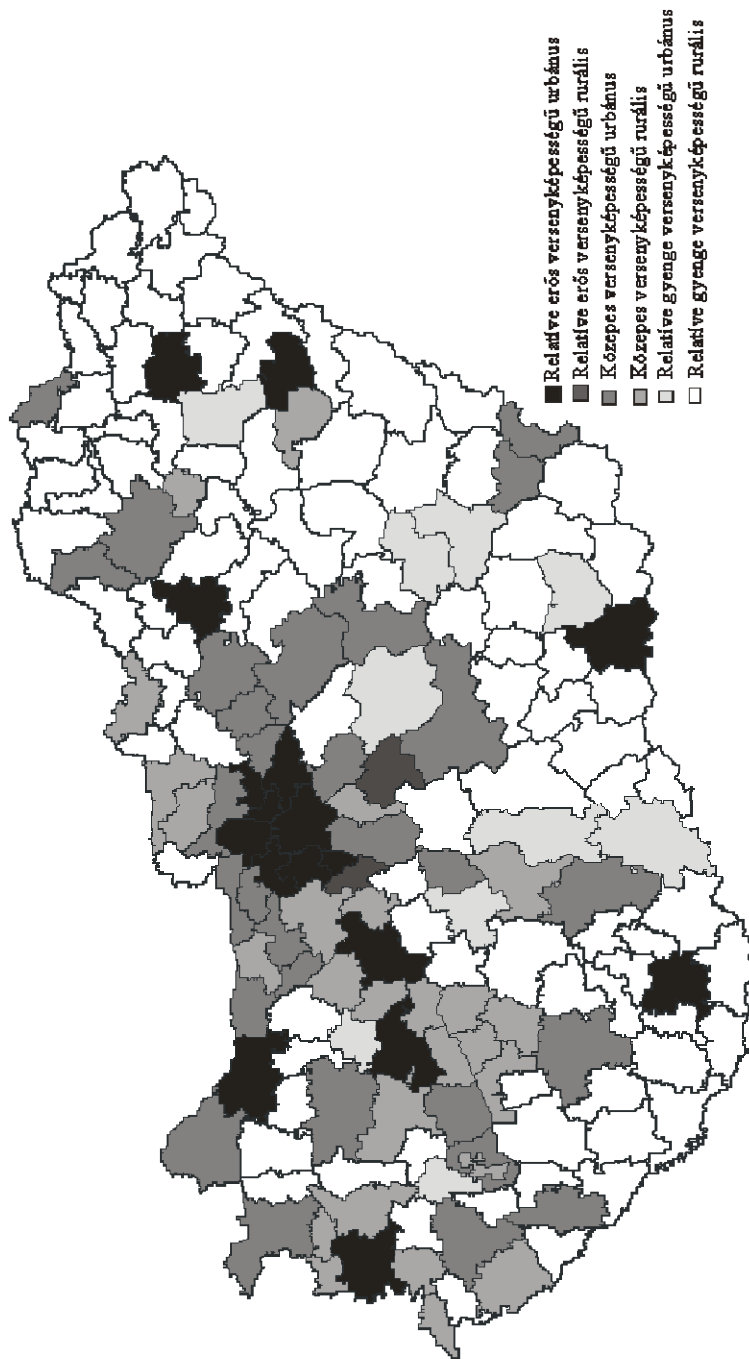 Relatíve erős versenyképességű urbánus
Relatíve erős versenyképességű rurális
Közepes versenyképességű urbánus
Közepes versenyképességű rurális
Relatíve gyenge versenyképességű urbánus
Relatíve gyenge versenyképességű rurális